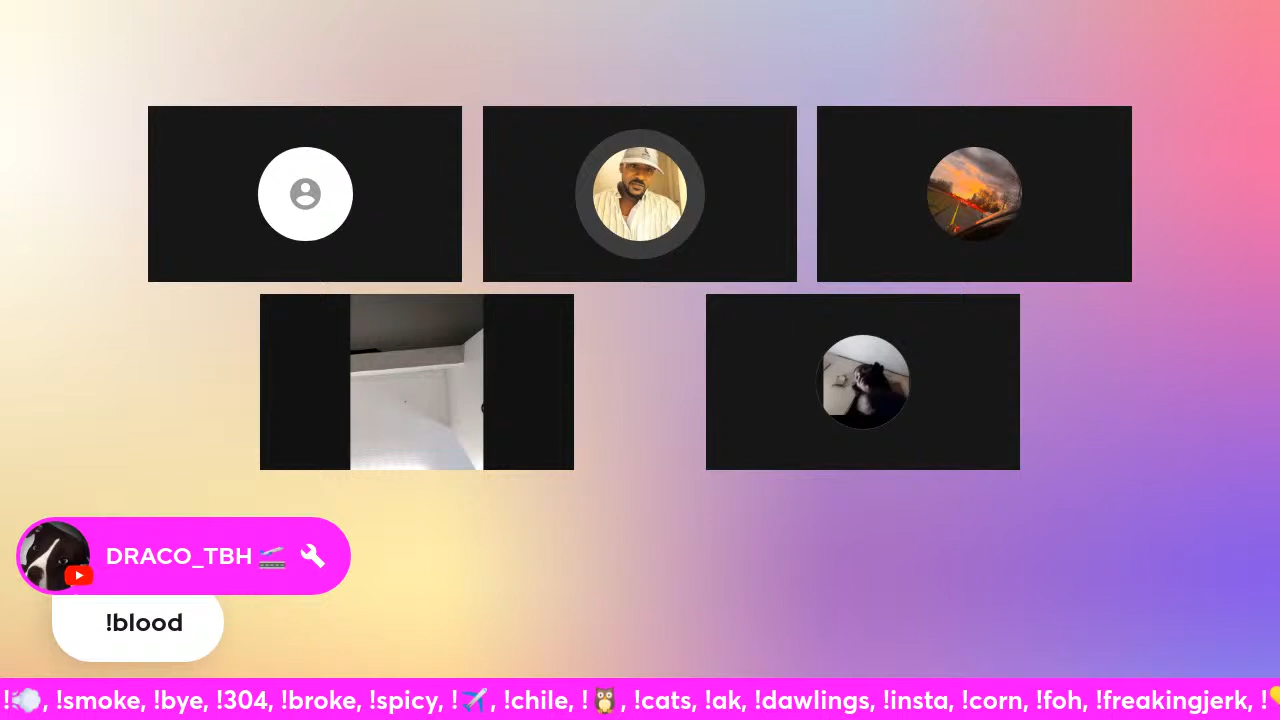 DRACO_TBH 🛫
!blood
!💨, !smoke, !bye, !304, !broke, !spicy, !✈️, !chile, !🦉, !cats, !ak, !dawlings, !insta, !corn, !foh, !freakingjerk, !💛